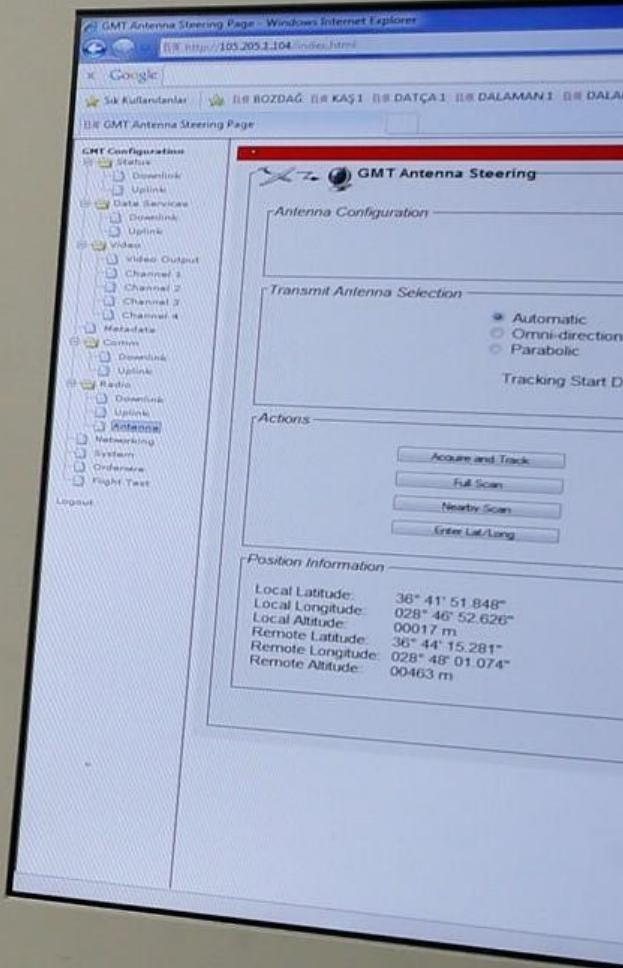 GMT Antenna Steering Page - Windows Internet Explorer
http://105.205.1.104/index.html
x Google
Sık Kullanılanlar BOZDAĞ KAŞ 1 DATÇA 1 DALAMAN 1 DALA
GMT Antenna Steering Page
GMT Configuration
Status
Downlink
Uplink
Data Services
Downlink
Uplink
Video
Video Output
Channel 1
Channel 2
Channel 3
Channel 4
Metadata
Comm
Downlink
Uplink
Radio
Downlink
Uplink
Antenna
Networking
System
Orderwire
Flight Test
Logout
GMT Antenna Steering
Antenna Configuration
Transmit Antenna Selection
Automatic
Omni-direction
Parabolic
Tracking Start D
Actions
Acquire and Track
Full Scan
Nearby Scan
Enter Lat/Long
Position Information
Local Latitude: 36° 41' 51.848"
Local Longitude: 028° 46' 52.626"
Local Altitude: 00017 m
Remote Latitude: 36° 44' 15.281"
Remote Longitude: 028° 48' 01.074"
Remote Altitude: 00463 m